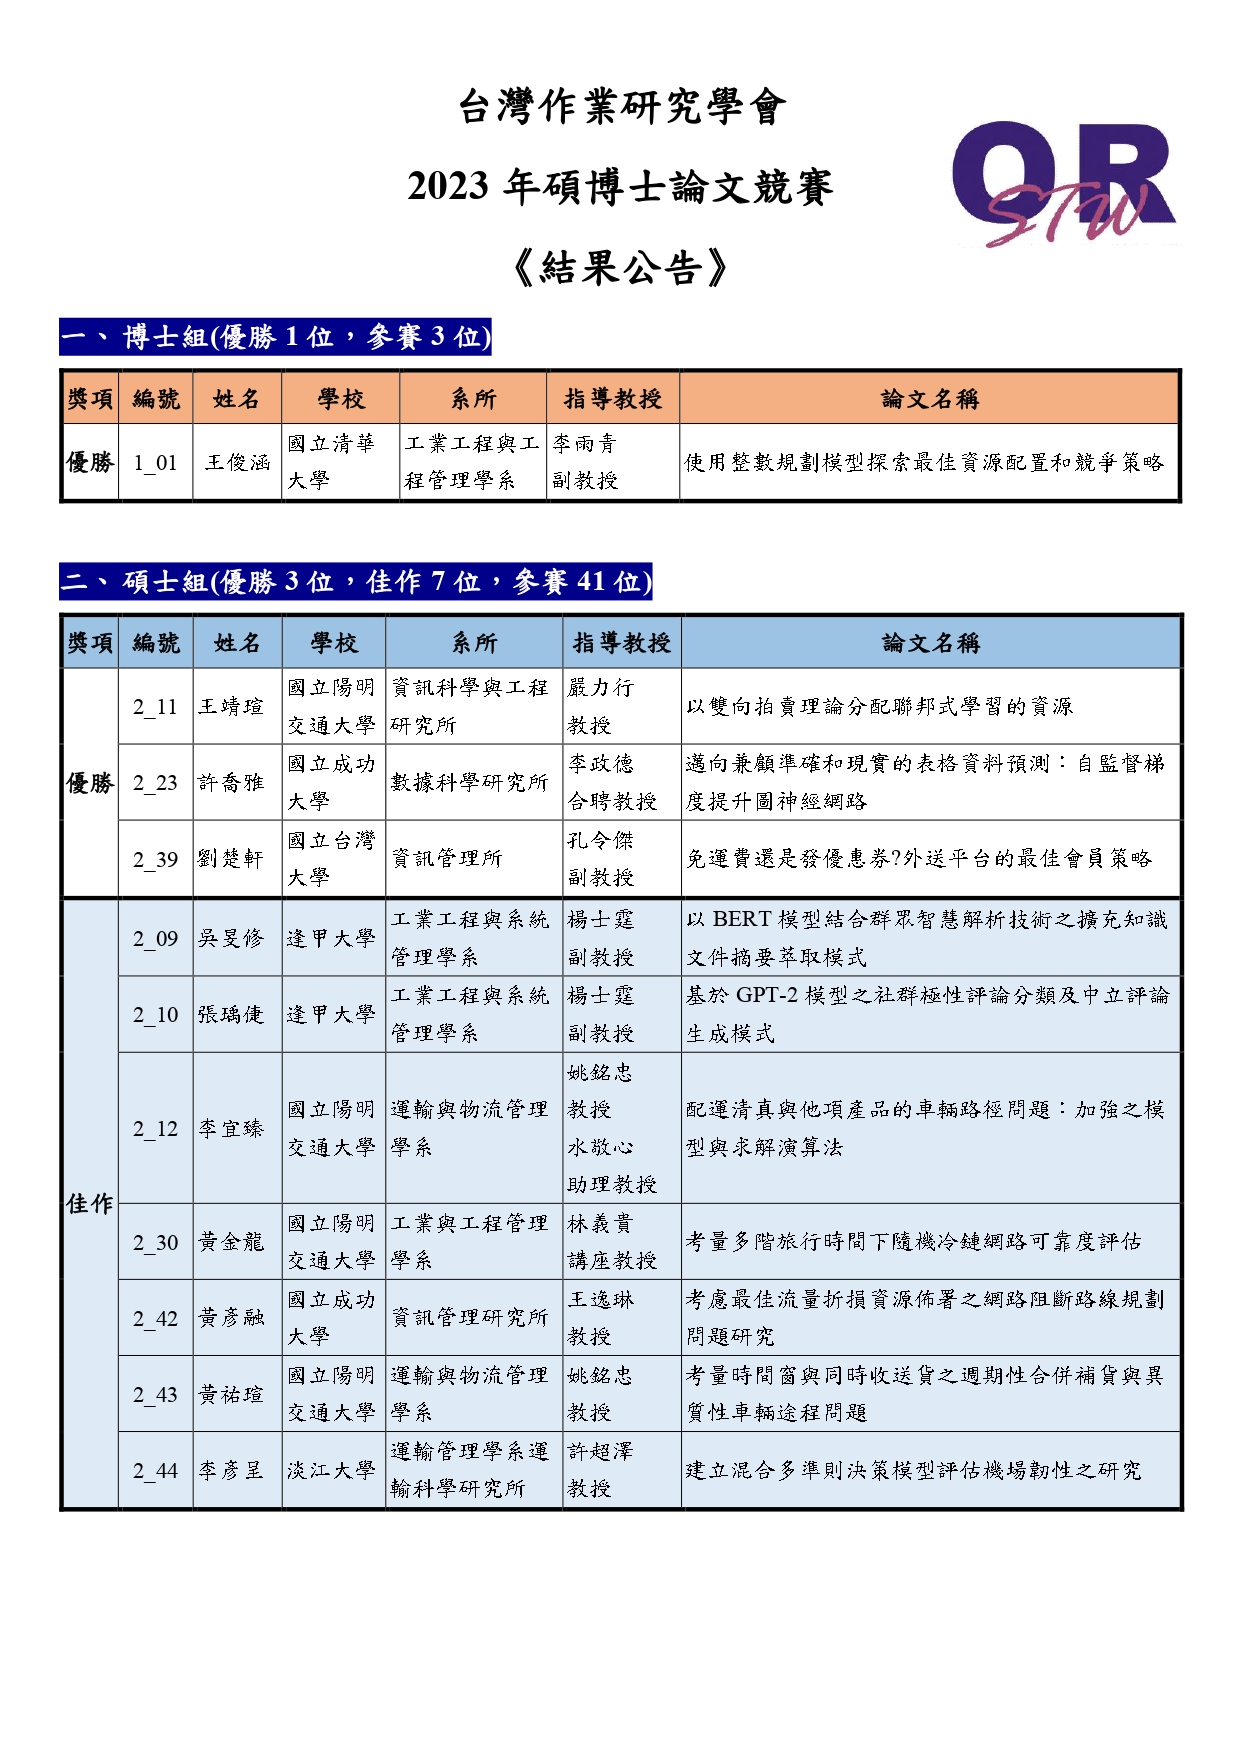 台灣作業研究學會
OR
STW
2023 年碩博士論文競賽
《結果公告》
一、 博士組(優勝 1 位，參賽 3 位)
獎項 編號 姓名 學校 系所 指導教授 論文名稱
優勝 1_01 王俊涵 國立清華大學 工業工程與工程管理學系 李雨青 副教授 使用整數規劃模型探索最佳資源配置和競爭策略
二、 碩士組(優勝 3 位，佳作 7 位，參賽 41 位)
獎項 編號 姓名 學校 系所 指導教授 論文名稱
優勝
2_11 王靖瑄 國立陽明交通大學 資訊科學與工程研究所 嚴力行 教授 以雙向拍賣理論分配聯邦式學習的資源
2_23 許喬雅 國立成功大學 數據科學研究所 李政德 合聘教授 邁向兼顧準確和現實的表格資料預測：自監督梯度提升圖神經網路
2_39 劉楚軒 國立台灣大學 資訊管理所 孔令傑 副教授 免運費還是發優惠券?外送平台的最佳會員策略
佳作
2_09 吳旻修 逢甲大學 工業工程與系統管理學系 楊士霆 副教授 以 BERT 模型結合群眾智慧解析技術之擴充知識文件摘要萃取模式
2_10 張瑀倢 逢甲大學 工業工程與系統管理學系 楊士霆 副教授 基於 GPT-2 模型之社群極性評論分類及中立評論生成模式
2_12 李宜臻 國立陽明交通大學 運輸與物流管理學系 姚銘忠 教授 水敬心 助理教授 配運清真與他項產品的車輛路徑問題：加強之模型與求解演算法
2_30 黃金龍 國立陽明交通大學 工業與工程管理學系 林義貴 講座教授 考量多階旅行時間下隨機冷鏈網路可靠度評估
2_42 黃彥融 國立成功大學 資訊管理研究所 王逸琳 教授 考慮最佳流量折損資源佈署之網路阻斷路線規劃問題研究
2_43 黃祐瑄 國立陽明交通大學 運輸與物流管理學系 姚銘忠 教授 考量時間窗與同時收送貨之週期性合併補貨與異質性車輛途程問題
2_44 李彥呈 淡江大學 運輸管理學系運輸科學研究所 許超澤 教授 建立混合多準則決策模型評估機場韌性之研究